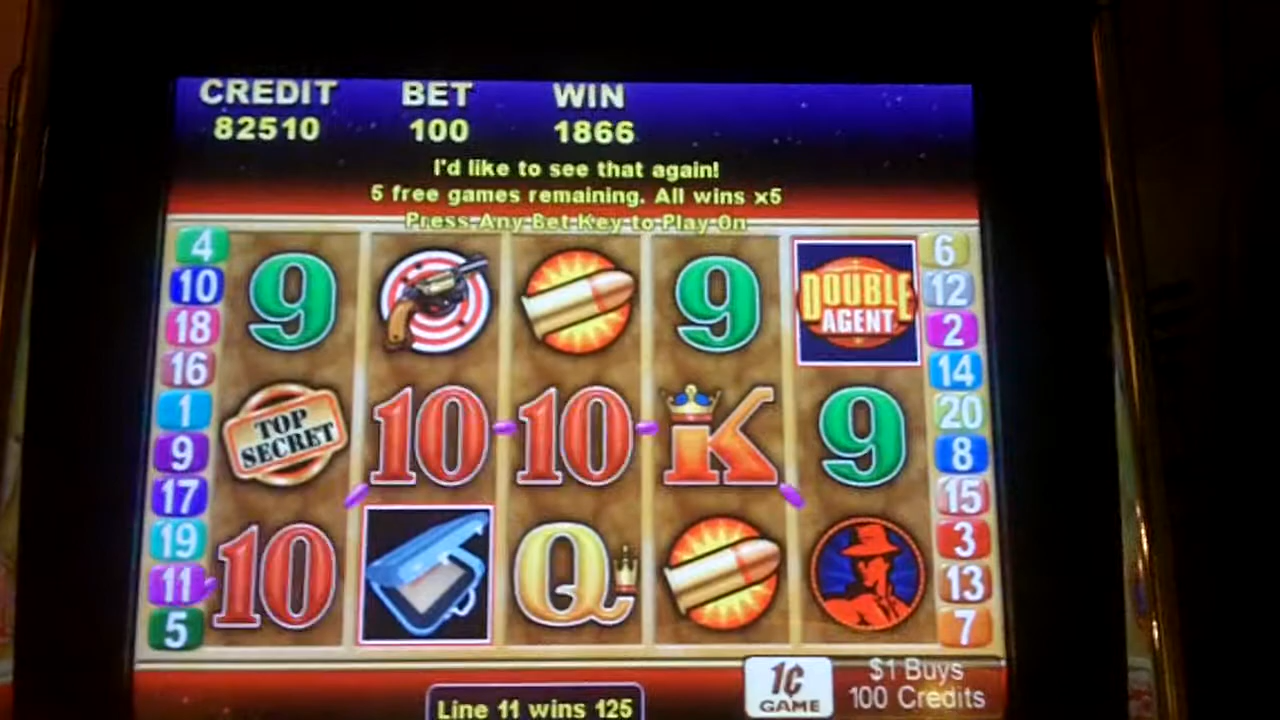 CREDIT BET WIN
82510 100 1866
I'd like to see that again!
5 free games remaining. All wins x5
Press Any Bet Key to Play On
4 6
10 9 9 DOUBLE 12
18 AGENT 2
16 14
1 TOP 10 10 K 9 20
9 SECRET 8
17 15
19 3
11 10 Q 13
5 7
1¢ $1 Buys
GAME 100 Credits
Line 11 wins 125